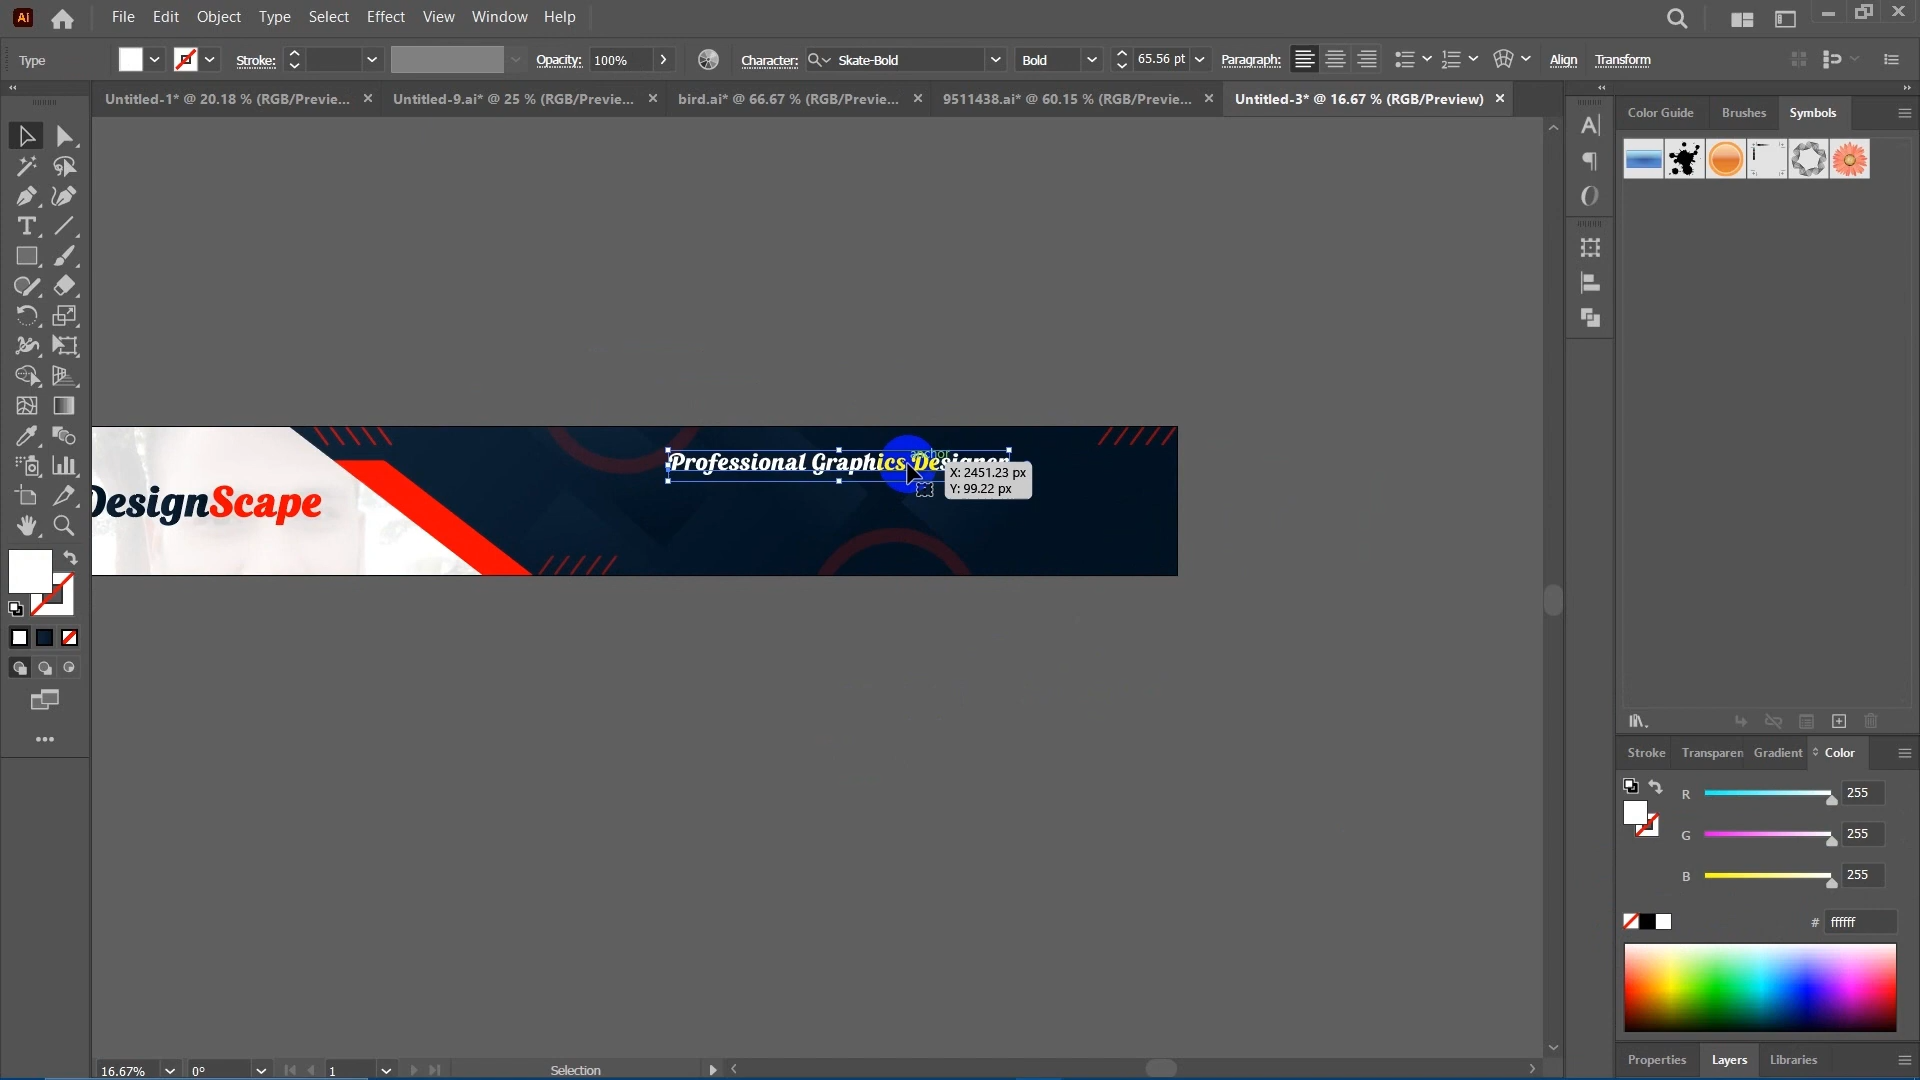 Ai File Edit Object Type Select Effect View Window Help
Type Stroke: Opacity: 100% Character: Skate-Bold Bold 65.56 pt Paragraph: Align Transform
Untitled-1* @ 20.18 % (RGB/Previe... Untitled-9.ai* @ 25 % (RGB/Previe... bird.ai* @ 66.67 % (RGB/Previe... 9511438.ai* @ 60.15 % (RGB/Previe... Untitled-3* @ 16.67 % (RGB/Preview)
Color Guide Brushes Symbols
Professional Graphics Designer
anchor
X: 2451.23 px
Y: 99.22 px
DesignScape
Stroke Transparen Gradient Color
R 255
G 255
B 255
# ffffff
Properties Layers Libraries
16.67% 0° 1 Selection